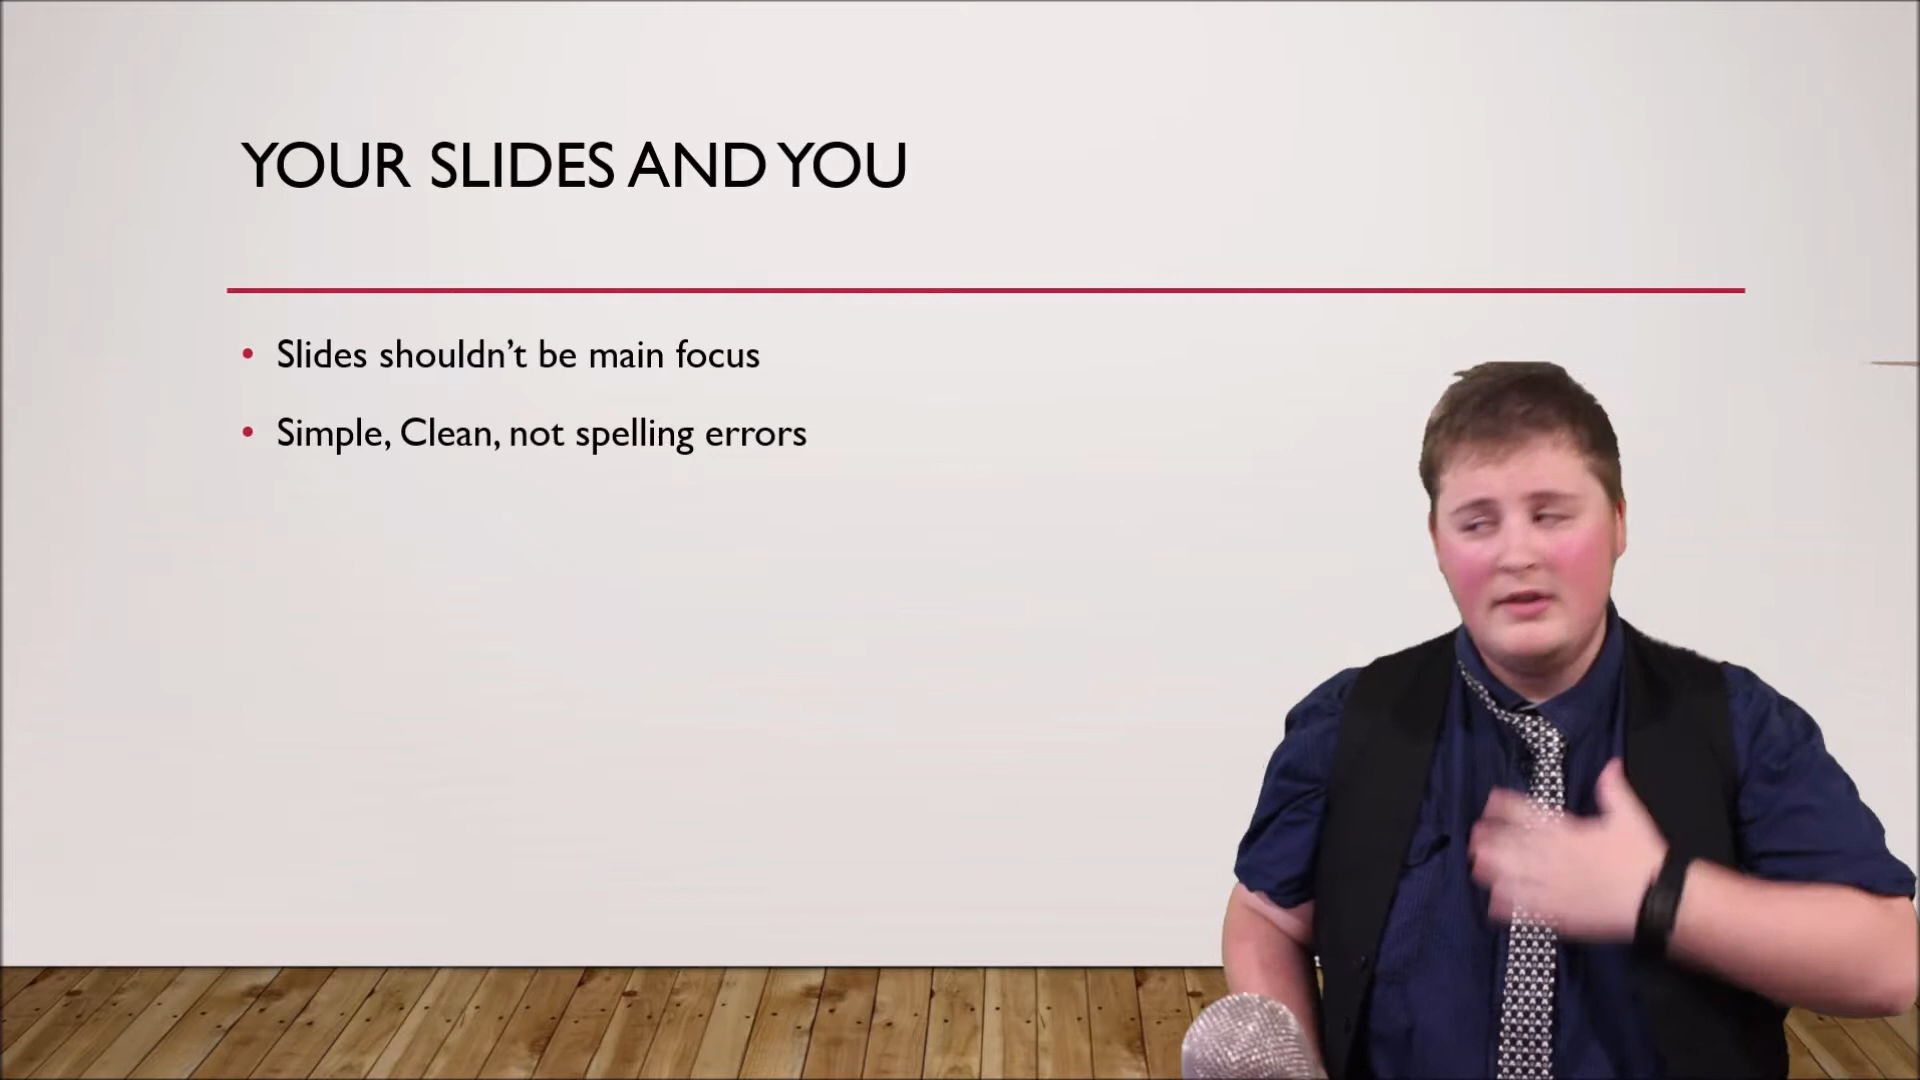 YOUR SLIDES AND YOU
• Slides shouldn’t be main focus
• Simple, Clean, not spelling errors